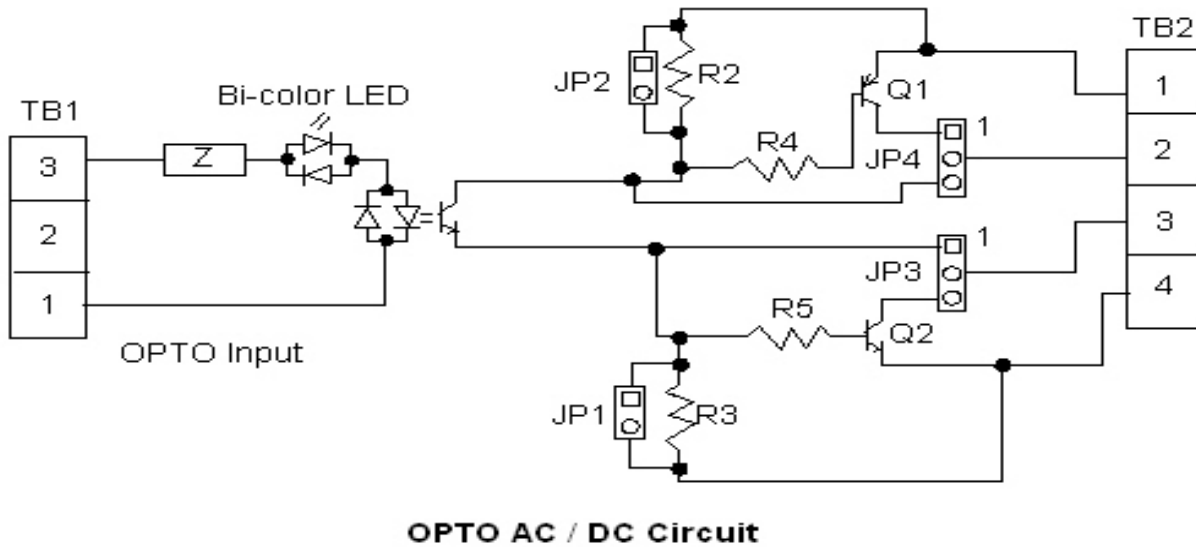 TB2
JP2
R2
1
Bi-color LED
Q1
TB1
1
R4
3
Z
JP4
2
2
1
3
JP3
R5
4
1
Q2
OPTO Input
JP1
R3
OPTO AC / DC Circuit